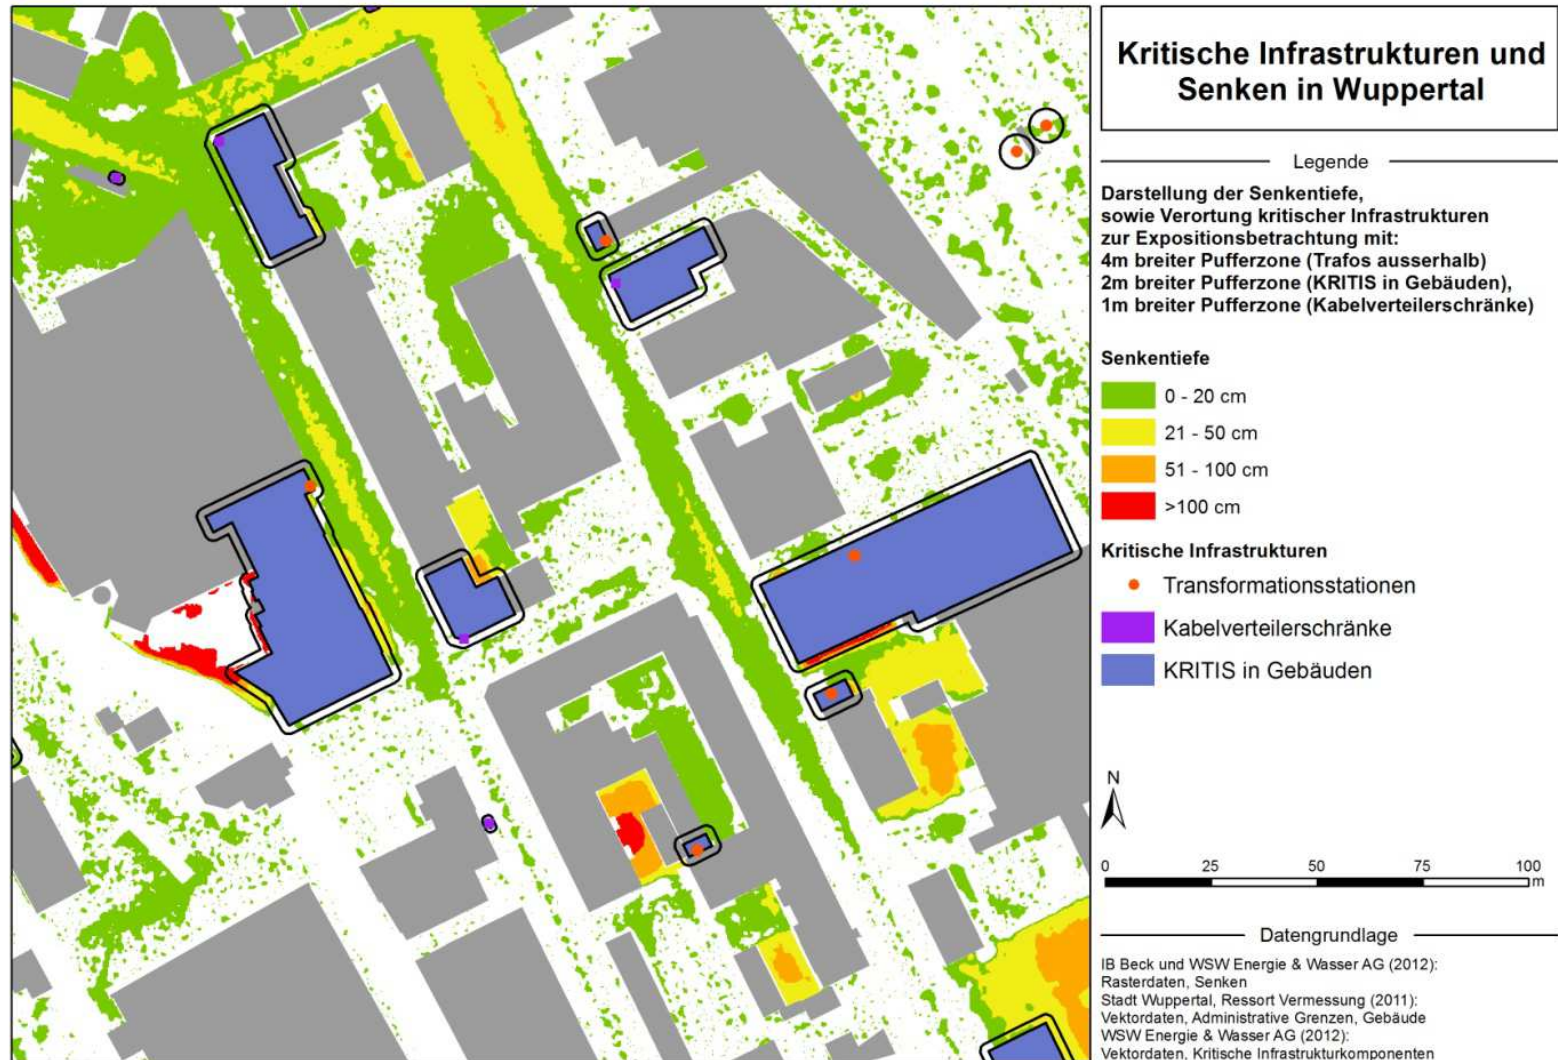 Kritische Infrastrukturen und
Senken in Wuppertal
Legende
Darstellung der Senkentiefe,
sowie Verortung kritischer Infrastrukturen
zur Expositionsbetrachtung mit:
4m breiter Pufferzone (Trafos ausserhalb)
2m breiter Pufferzone (KRITIS in Gebäuden),
1m breiter Pufferzone (Kabelverteilerschränke)
Senkentiefe
0 - 20 cm
21 - 50 cm
51 - 100 cm
>100 cm
Kritische Infrastrukturen
Transformationsstationen
Kabelverteilerschränke
KRITIS in Gebäuden
N
0 25 50 75 100
m
Datengrundlage
IB Beck und WSW Energie & Wasser AG (2012):
Rasterdaten, Senken
Stadt Wuppertal, Ressort Vermessung (2011):
Vektordaten, Administrative Grenzen, Gebäude
WSW Energie & Wasser AG (2012):
Vektordaten, Kritische Infrastrukturkomponenten